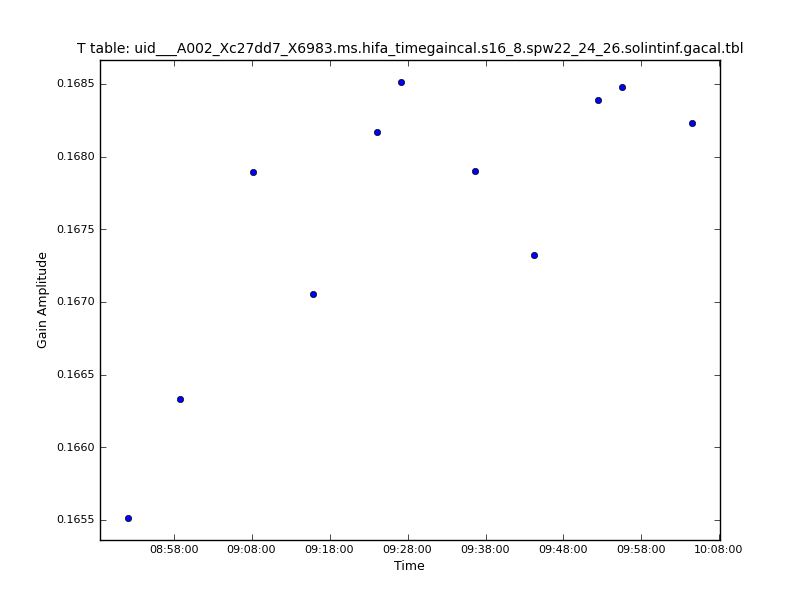 T table: uid___A002_Xc27dd7_X6983.ms.hifa_timegaincal.s16_8.spw22_24_26.solintinf.gacal.tbl
0.1685
0.1680
0.1675
0.1670
0.1665
0.1660
0.1655
Gain Amplitude
08:58:00 09:08:00 09:18:00 09:28:00 09:38:00 09:48:00 09:58:00 10:08:00
Time